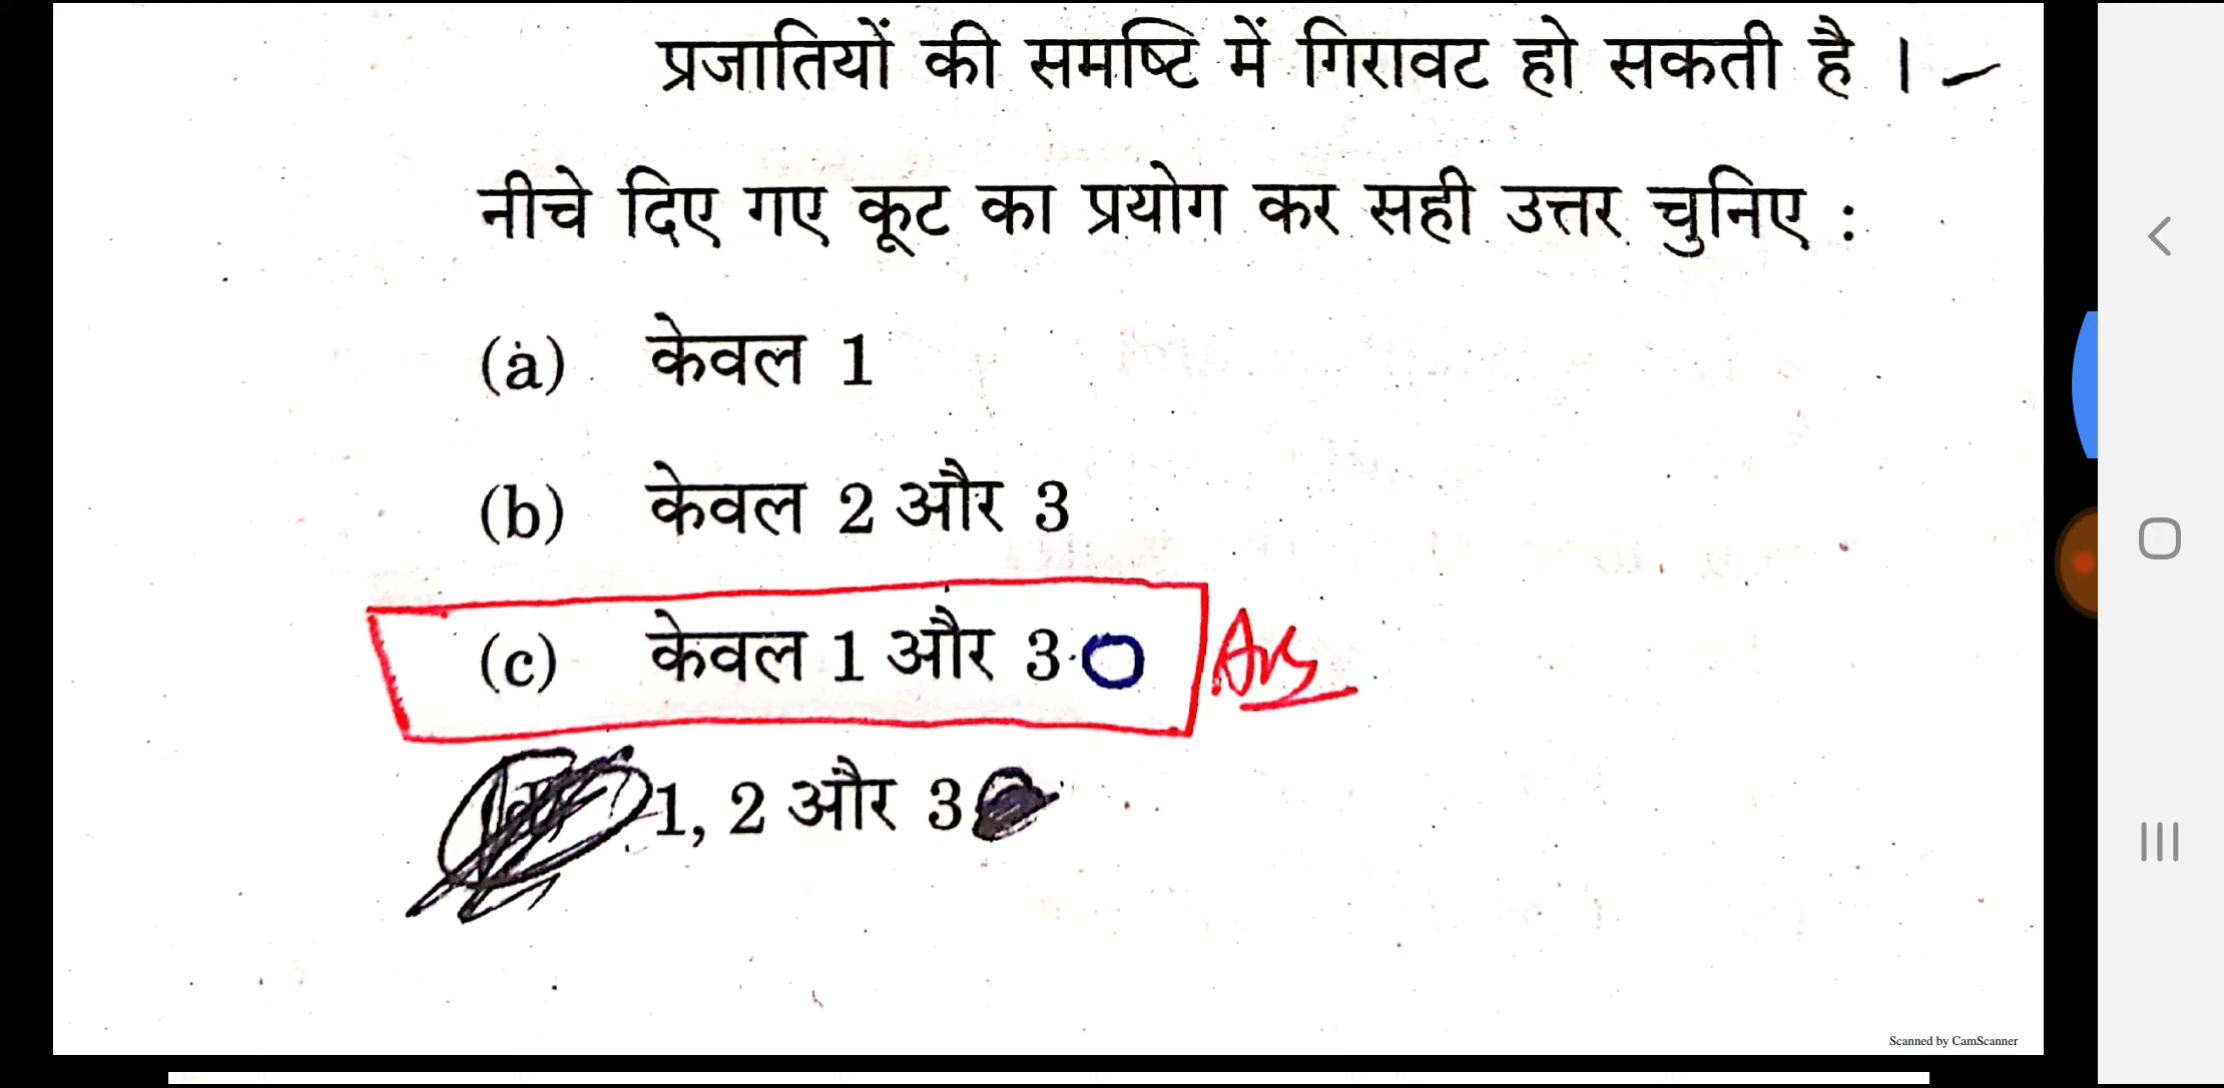 प्रजातियों की समष्टि में गिरावट हो सकती है ।
नीचे दिए गए कूट का प्रयोग कर सही उत्तर चुनिए :
(a) केवल 1
(b) केवल 2 और 3
(c) केवल 1 और 3 Ans
1, 2 और 3
Scanned by CamScanner